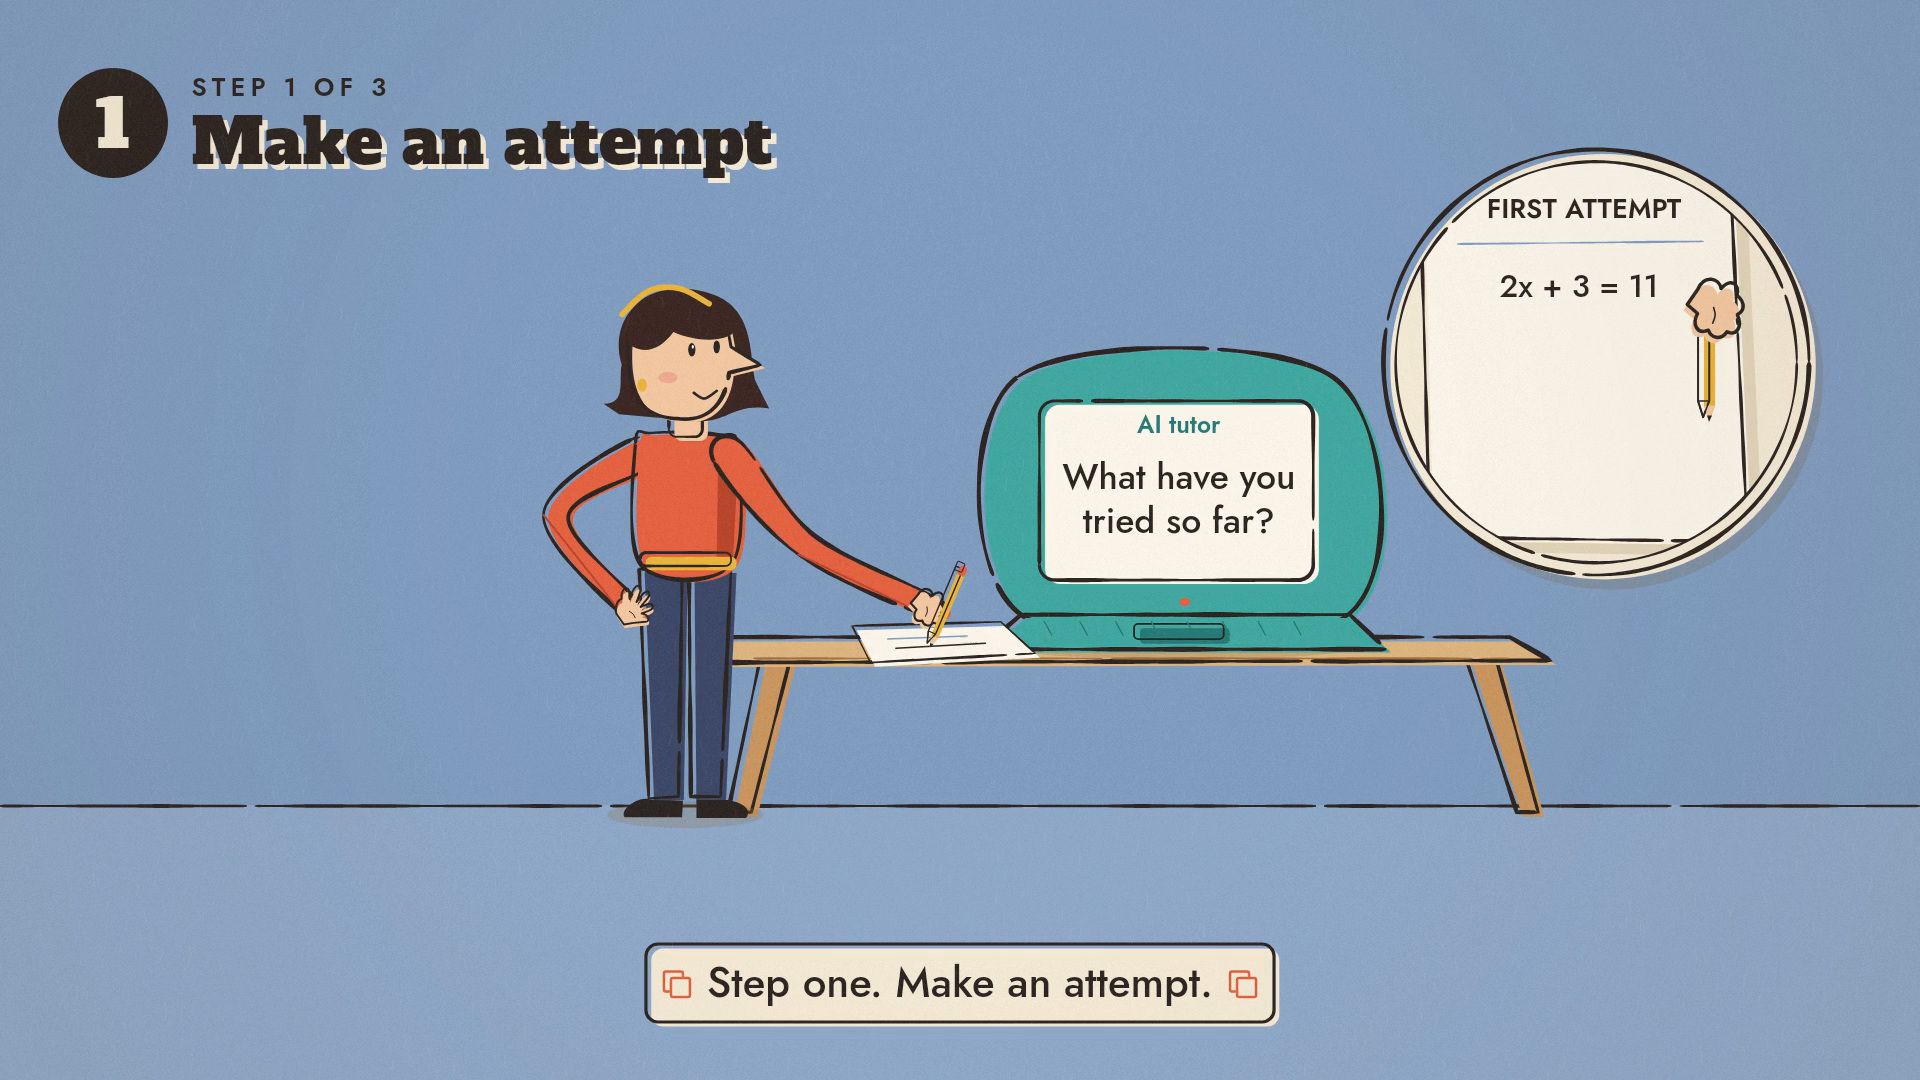 1
STEP 1 OF 3
Make an attempt
FIRST ATTEMPT
2x + 3 = 11
AI tutor
What have you
tried so far?
Step one. Make an attempt.